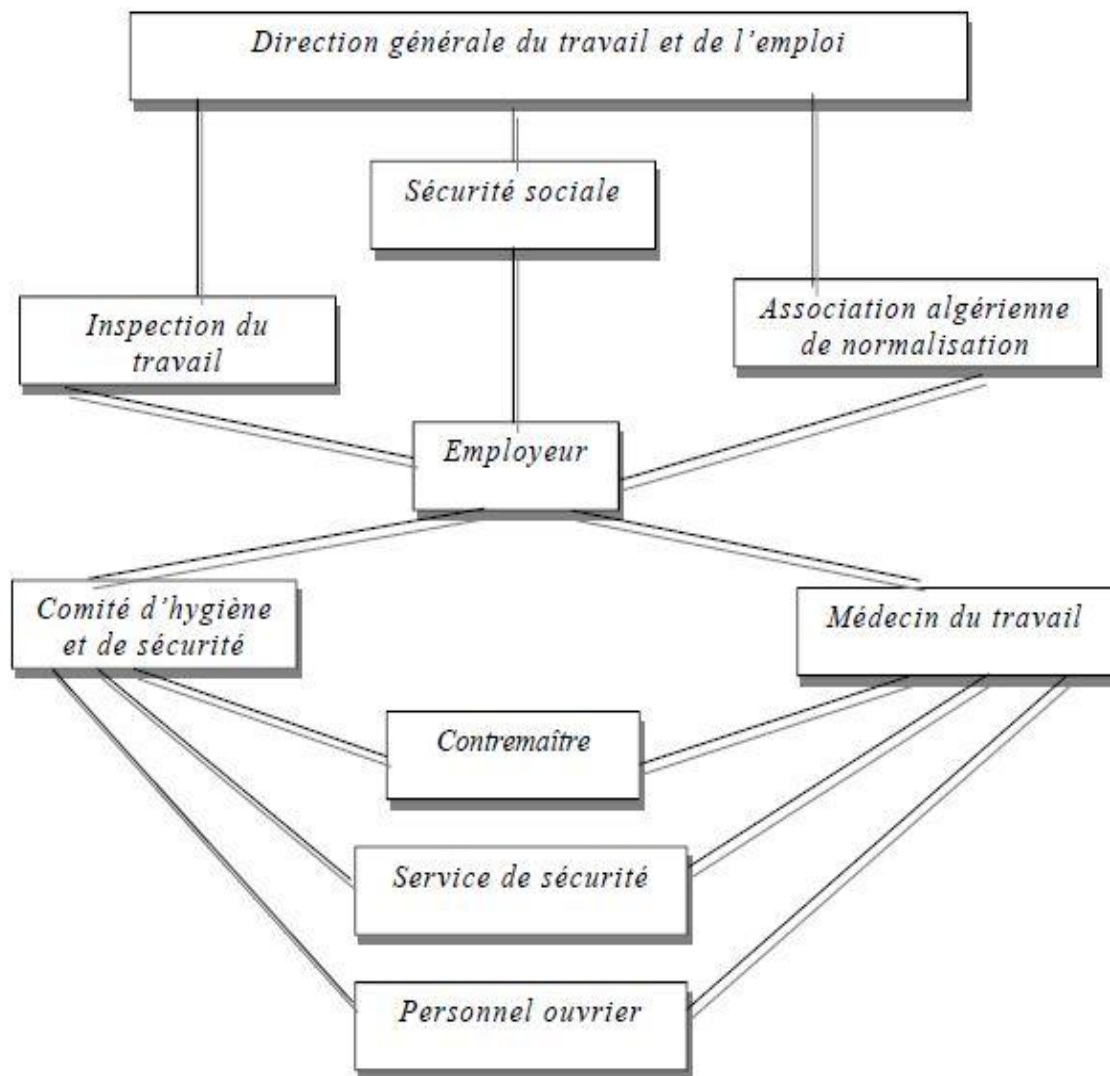 Direction générale du travail et de l'emploi
Sécurité sociale
Inspection du
travail
Association algérienne
de normalisation
Employeur
Comité d'hygiène
et de sécurité
Médecin du travail
Contremaître
Service de sécurité
Personnel ouvrier